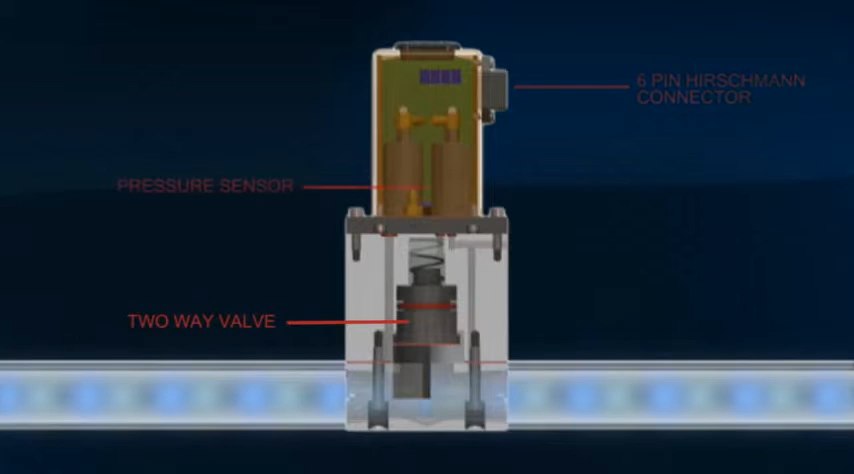 6 PIN HIRSCHMANN
CONNECTOR
PRESSURE SENSOR
TWO WAY VALVE